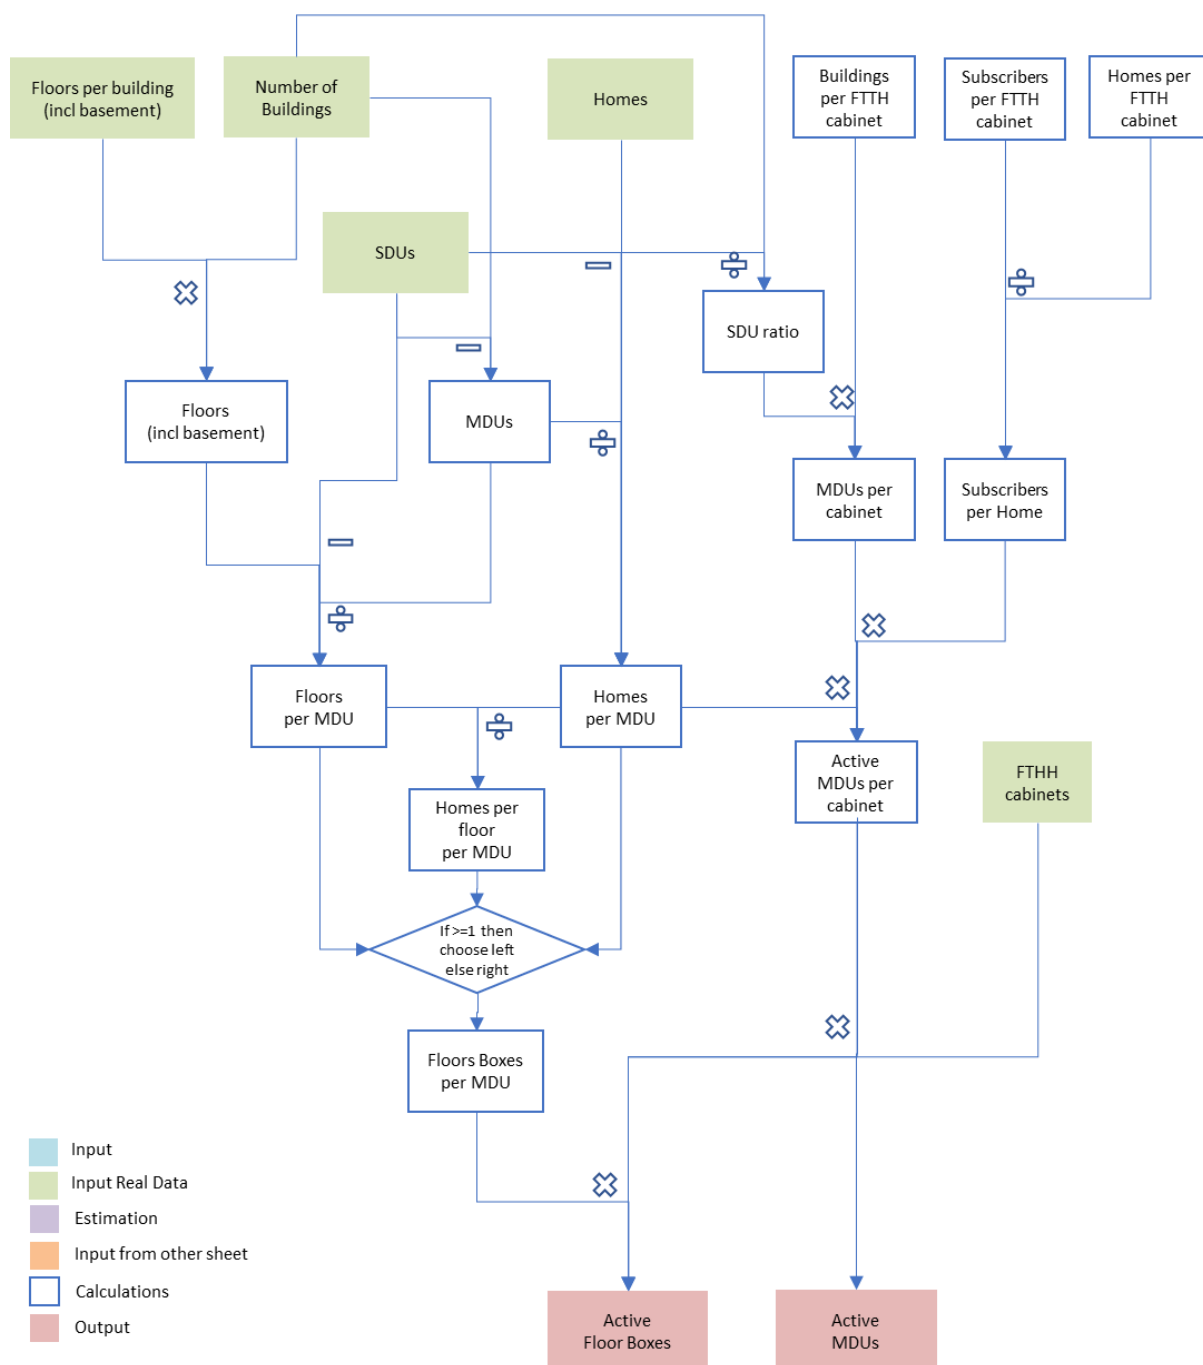 Floors per building
(incl basement)
Number of
Buildings
Homes
Buildings
per FTTH
cabinet
Subscribers
per FTTH
cabinet
Homes per
FTTH
cabinet
SDUs
SDU ratio
Floors
(incl basement)
MDUs
MDUs per
cabinet
Subscribers
per Home
Floors
per MDU
Homes
per MDU
Active
MDUs per
cabinet
FTHH
cabinets
Homes per
floor
per MDU
If >=1 then
choose left
else right
Floors Boxes
per MDU
Input
Input Real Data
Estimation
Input from other sheet
Calculations
Output
Active
Floor Boxes
Active
MDUs